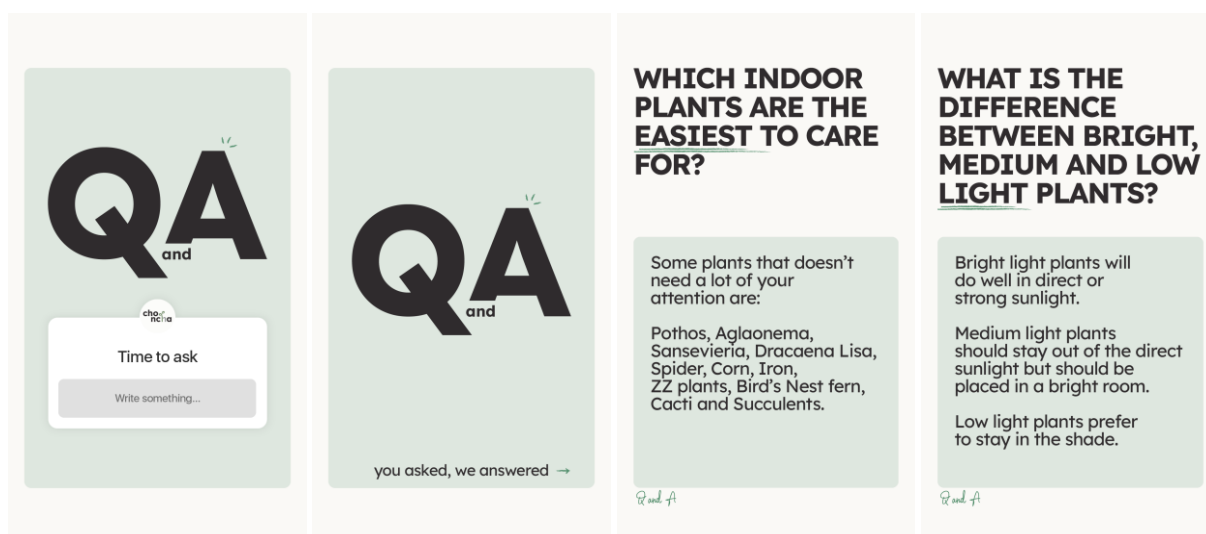 QA
and
cho
ncha
Time to ask
Write something...
QA
and
you asked, we answered →
WHICH INDOOR
PLANTS ARE THE
EASIEST TO CARE
FOR?
Some plants that doesn't
need a lot of your
attention are:
Pothos, Aglaonema,
Sansevieria, Dracaena Lisa,
Spider, Corn, Iron,
ZZ plants, Bird's Nest fern,
Cacti and Succulents.
Q and A
WHAT IS THE
DIFFERENCE
BETWEEN BRIGHT,
MEDIUM AND LOW
LIGHT PLANTS?
Bright light plants will
do well in direct or
strong sunlight.
Medium light plants
should stay out of the direct
sunlight but should be
placed in a bright room.
Low light plants prefer
to stay in the shade.
Q and A